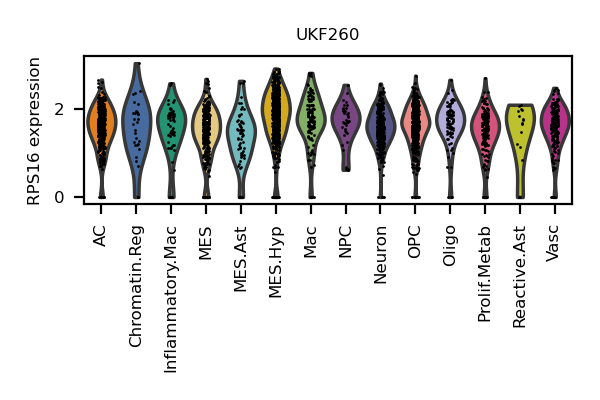 UKF260
RPS16 expression
2
0
AC
Chromatin.Reg
Inflammatory.Mac
MES
MES.Ast
MES.Hyp
Mac
NPC
Neuron
OPC
Oligo
Prolif.Metab
Reactive.Ast
Vasc